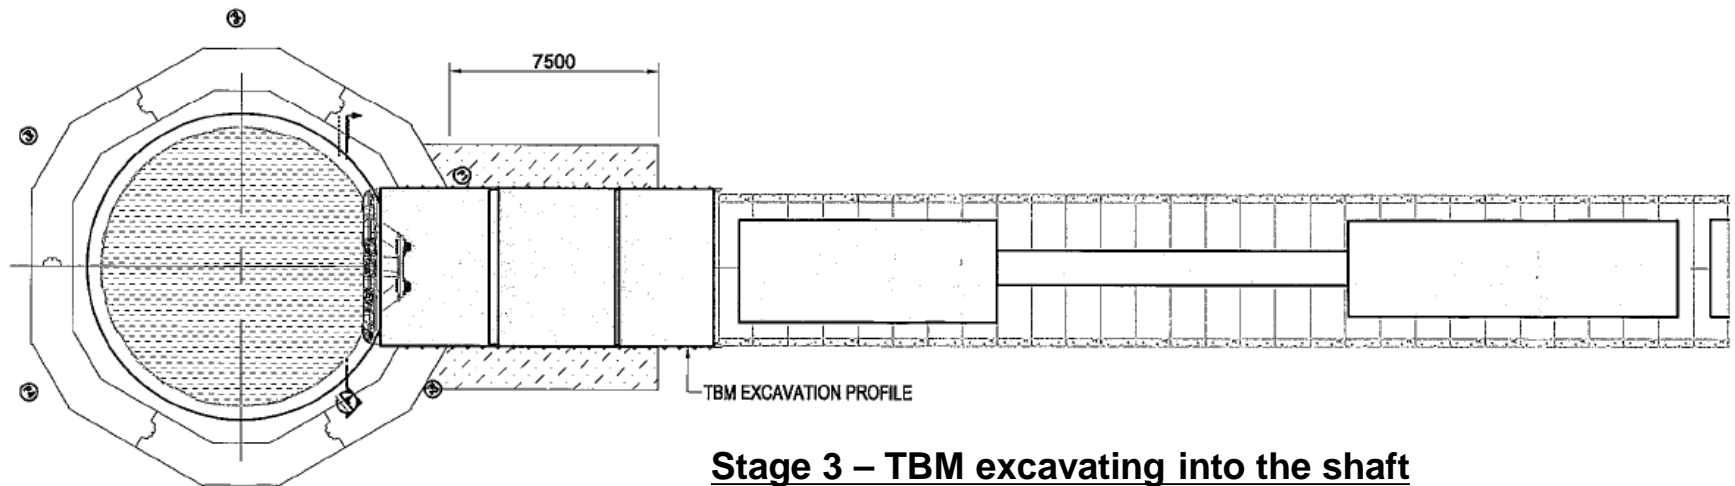 7500
TBM EXCAVATION PROFILE
Stage 3 – TBM excavating into the shaft